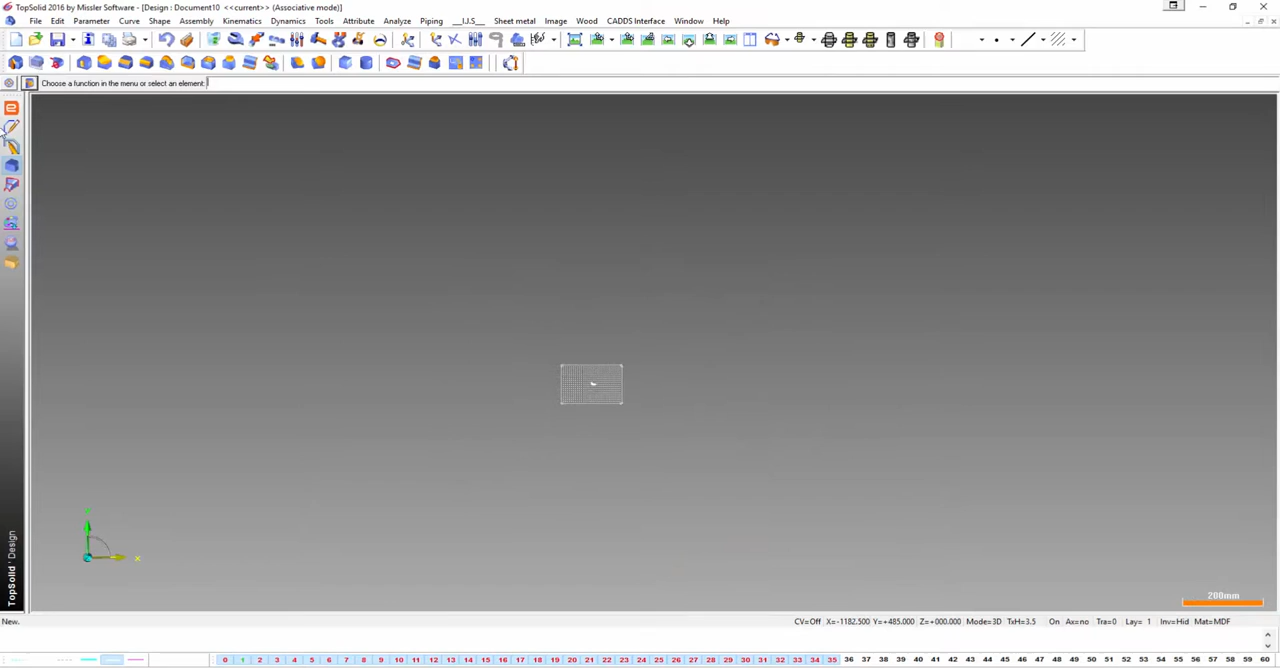 TopSolid 2016 by Missler Software - [Design : Document10   <<current>> (Associative mode)]
File Edit Parameter Curve Shape Assembly Kinematics Dynamics Tools Attribute Analyze Piping __I.J.S__ Sheet metal Image Wood CADDS Interface Window Help
Choose a function in the menu or select an element:
x
200mm
TopSolid ' Design
New.
CV=Off X=-1182.500 Y=+485.000 Z=+000.000 Mode=3D TxH=3.5 On Ax=no Tra=0 Lay= 1 Inv=Hid Mat=MDF
0 1 2 3 4 5 6 7 8 9 10 11 12 13 14 15 16 17 18 19 20 21 22 23 24 25 26 27 28 29 30 31 32 33 34 35 36 37 38 39 40 41 42 43 44 45 46 47 48 49 50 51 52 53 54 55 56 57 58 59 60